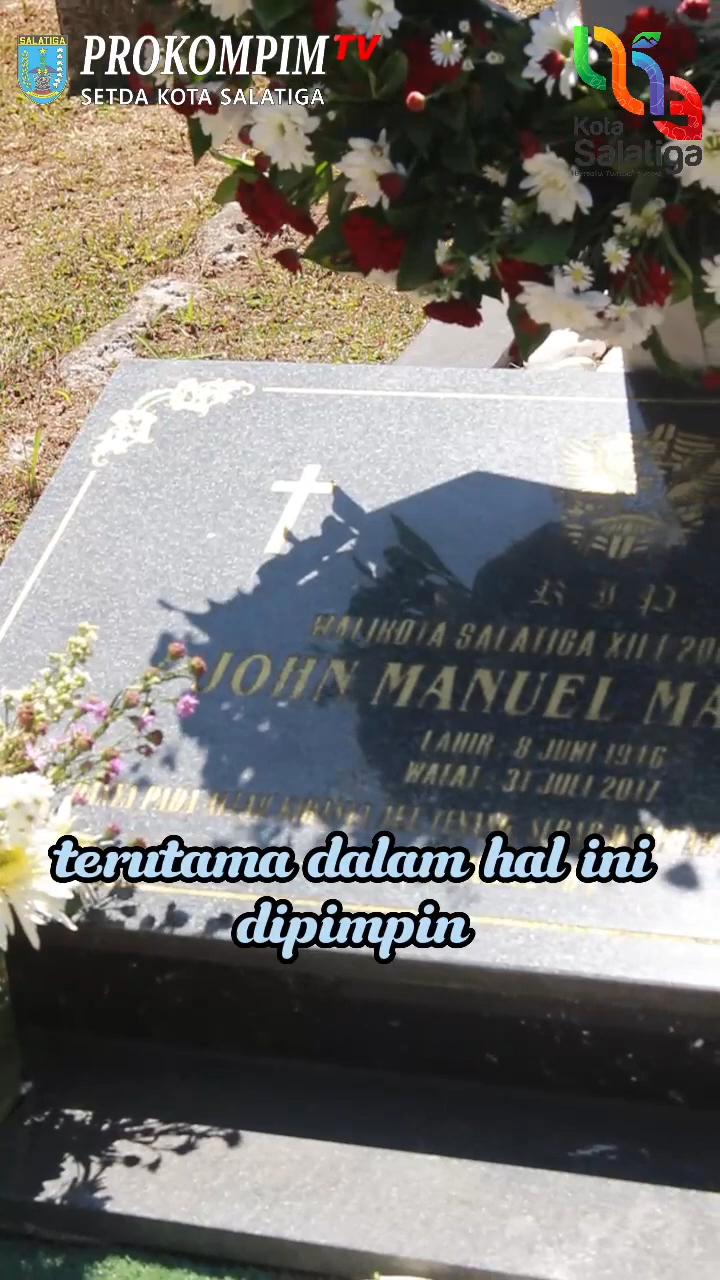 SALATIGA
PROKOMPIM TV
SETDA KOTA SALATIGA
Kota
Salatiga
R I P
WALIKOTA SALATIGA XII
JOHN MANUEL MA
LAHIR : 8 JUNI 1946
WAFAT : 31 JULI 2017
terutama dalam hal ini
dipimpin